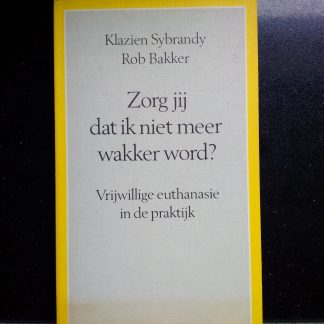 Klazien Sybrandy
Rob Bakker
Zorg jij
dat ik niet meer
wakker word?
Vrijwillige euthanasie
in de praktijk